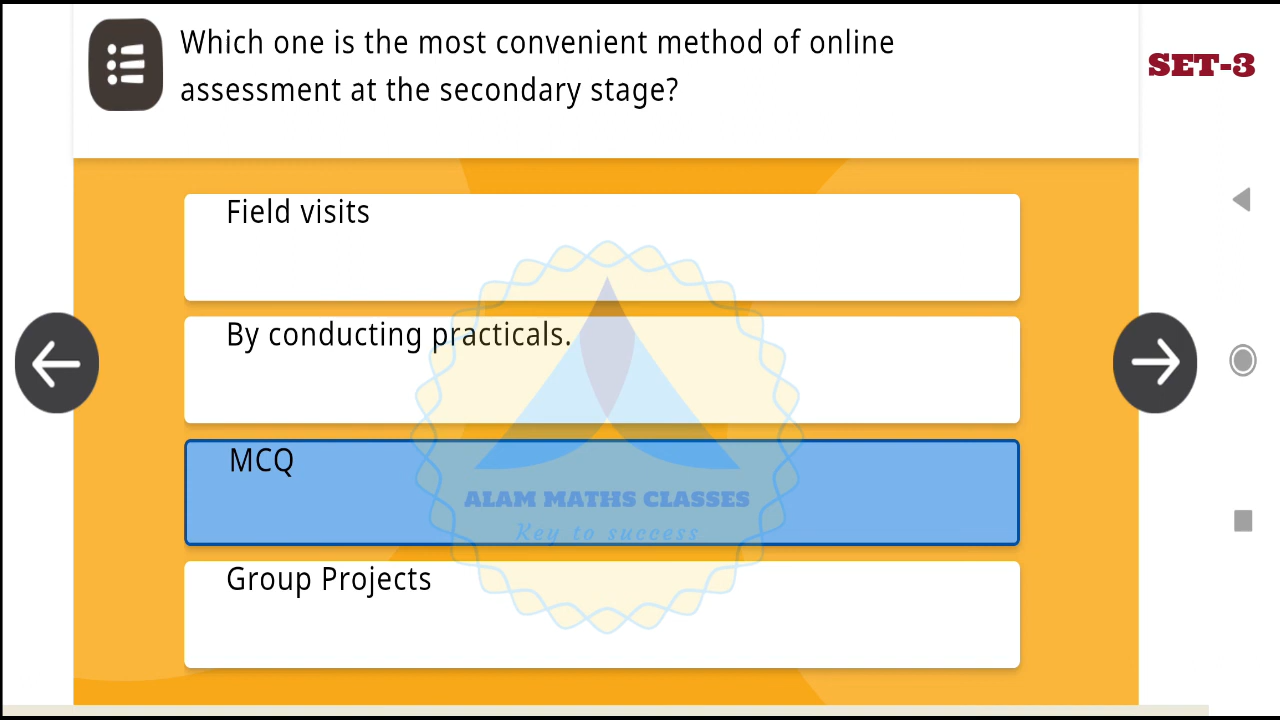 Which one is the most convenient method of online
assessment at the secondary stage?
SET-3
Field visits
By conducting practicals.
MCQ
ALAM MATHS CLASSES
Key to success
Group Projects